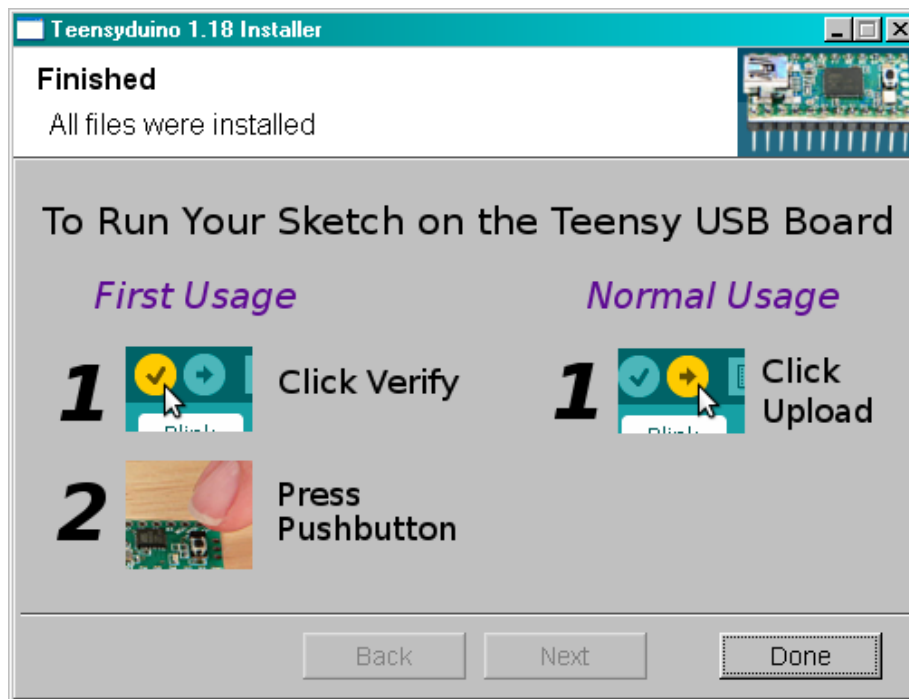 Teensyduino 1.18 Installer
Finished
All files were installed
To Run Your Sketch on the Teensy USB Board
First Usage
1
Click Verify
2
Press
Pushbutton
Normal Usage
1
Click
Upload
Back
Next
Done